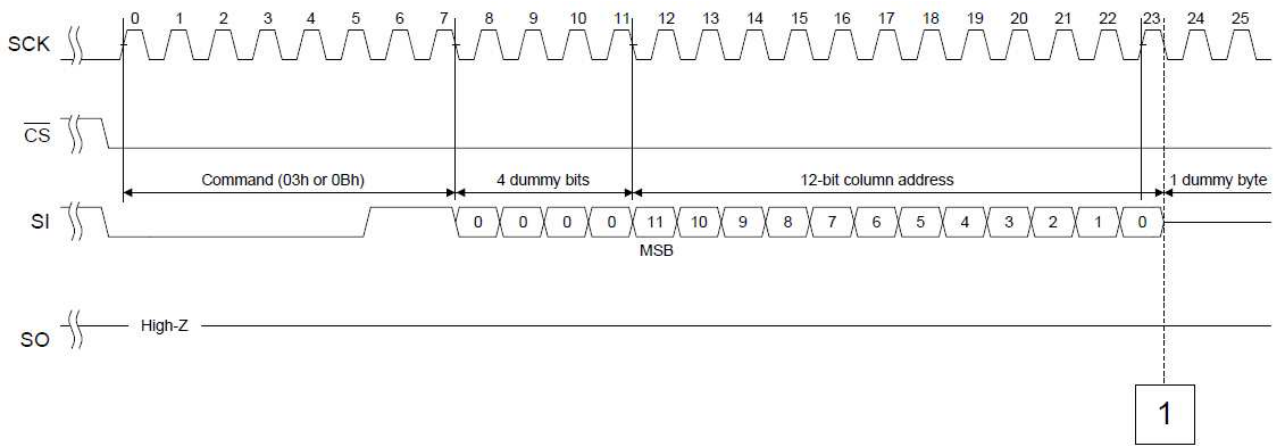 0 1 2 3 4 5 6 7 8 9 10 11 12 13 14 15 16 17 18 19 20 21 22 23 24 25
SCK
CS
Command (03h or 0Bh) 4 dummy bits 12-bit column address 1 dummy byte
SI 0 0 0 0 11 10 9 8 7 6 5 4 3 2 1 0
MSB
SO High-Z
1